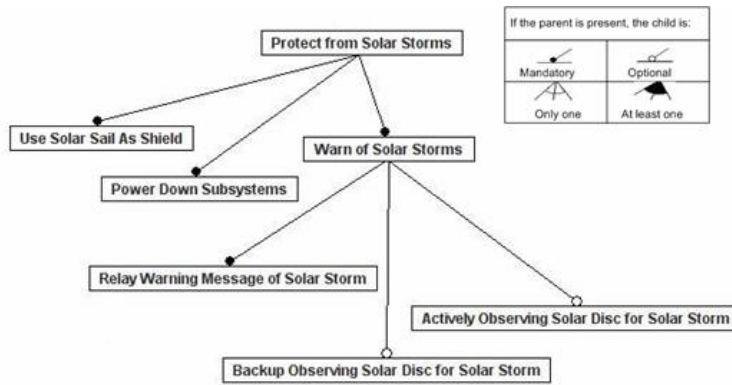 If the parent is present, the child is:
Mandatory
Optional
Only one
At least one
Protect from Solar Storms
Use Solar Sail As Shield
Warn of Solar Storms
Power Down Subsystems
Relay Warning Message of Solar Storm
Actively Observing Solar Disc for Solar Storm
Backup Observing Solar Disc for Solar Storm